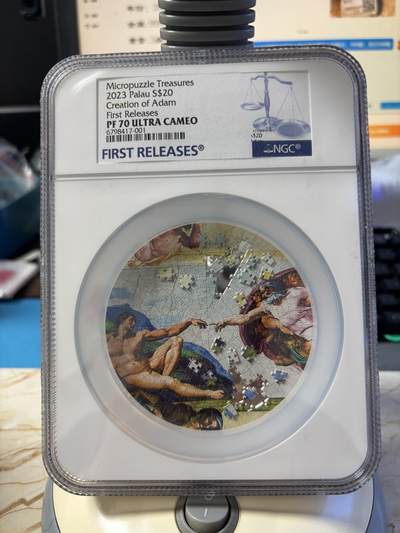 Micropuzzle Treasures
2023 Palau S$20
Creation of Adam
First Releases
PF 70 ULTRA CAMEO
6798417-001
FIRST RELEASES®
NGC®